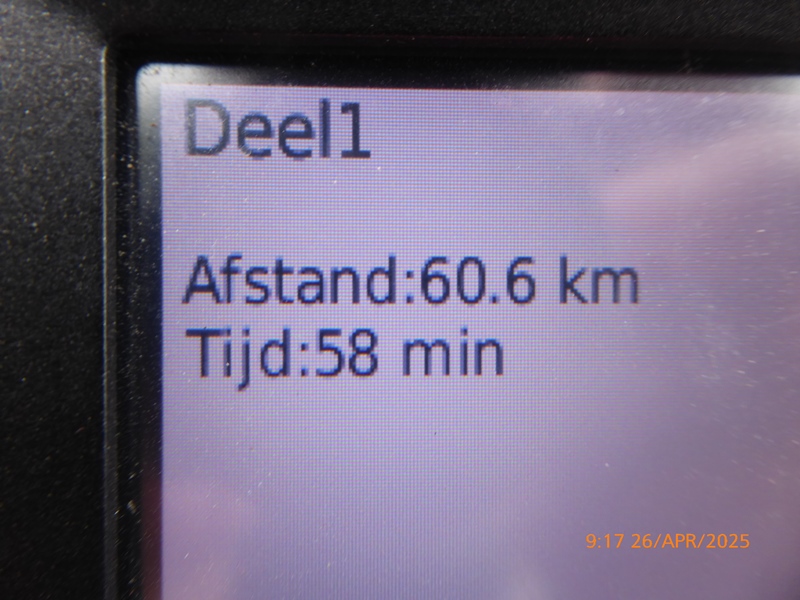 Deel1
Afstand:60.6 km
Tijd:58 min
9:17 26/APR/2025